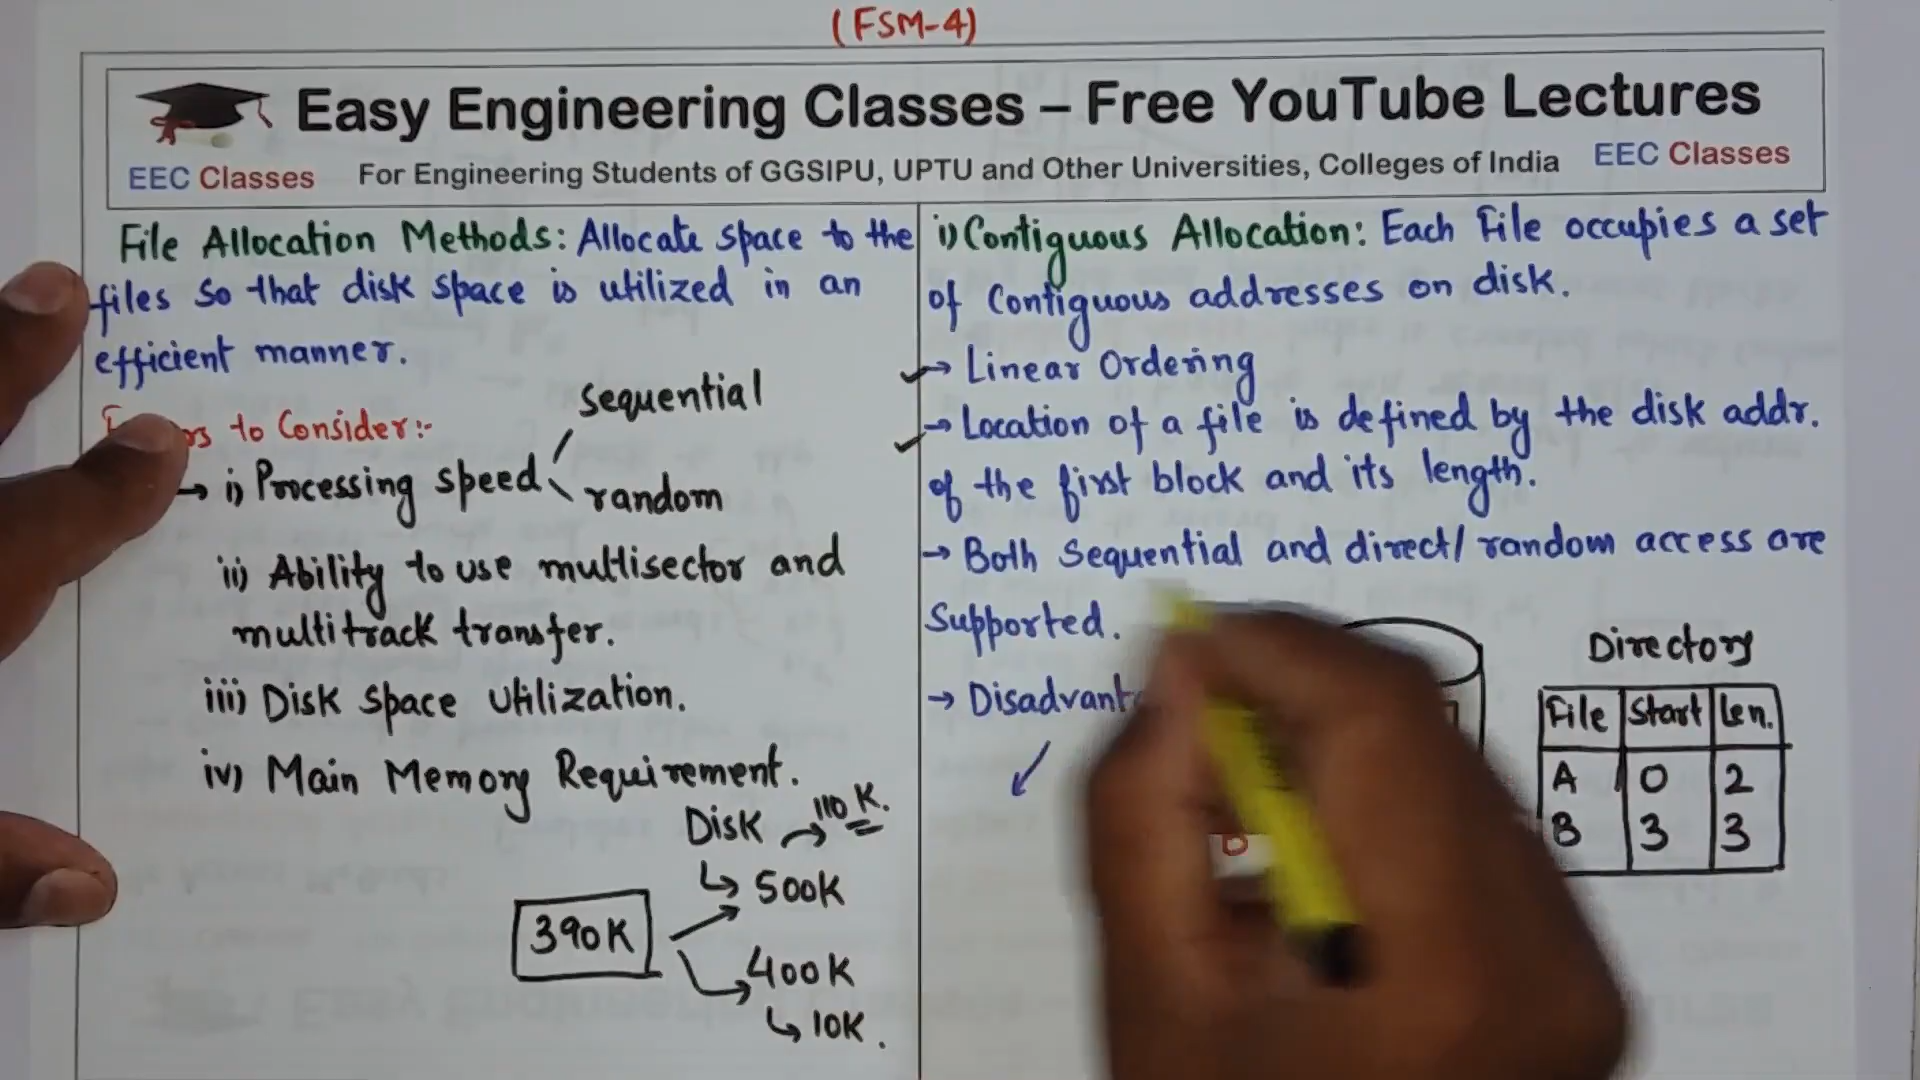 (FSM-4)
Easy Engineering Classes – Free YouTube Lectures
EEC Classes For Engineering Students of GGSIPU, UPTU and Other Universities, Colleges of India EEC Classes
File Allocation Methods: Allocate space to the
files so that disk space is utilized in an
efficient manner.
to Consider:-
sequential
→ i) Processing speed
random
ii) Ability to use multisector and
multitrack transfer.
iii) Disk Space Utilization.
iv) Main Memory Requirement.
Disk → 110 K.
↳ 500K
390K
400K
↳ 10K.
i) Contiguous Allocation: Each File occupies a set
of Contiguous addresses on disk.
→ Linear Ordering
→ Location of a file is defined by the disk addr.
of the first block and its length.
→ Both Sequential and direct/random access are
Supported.
→ Disadvant
Directory
File Start Len.
A 0 2
B 3 3